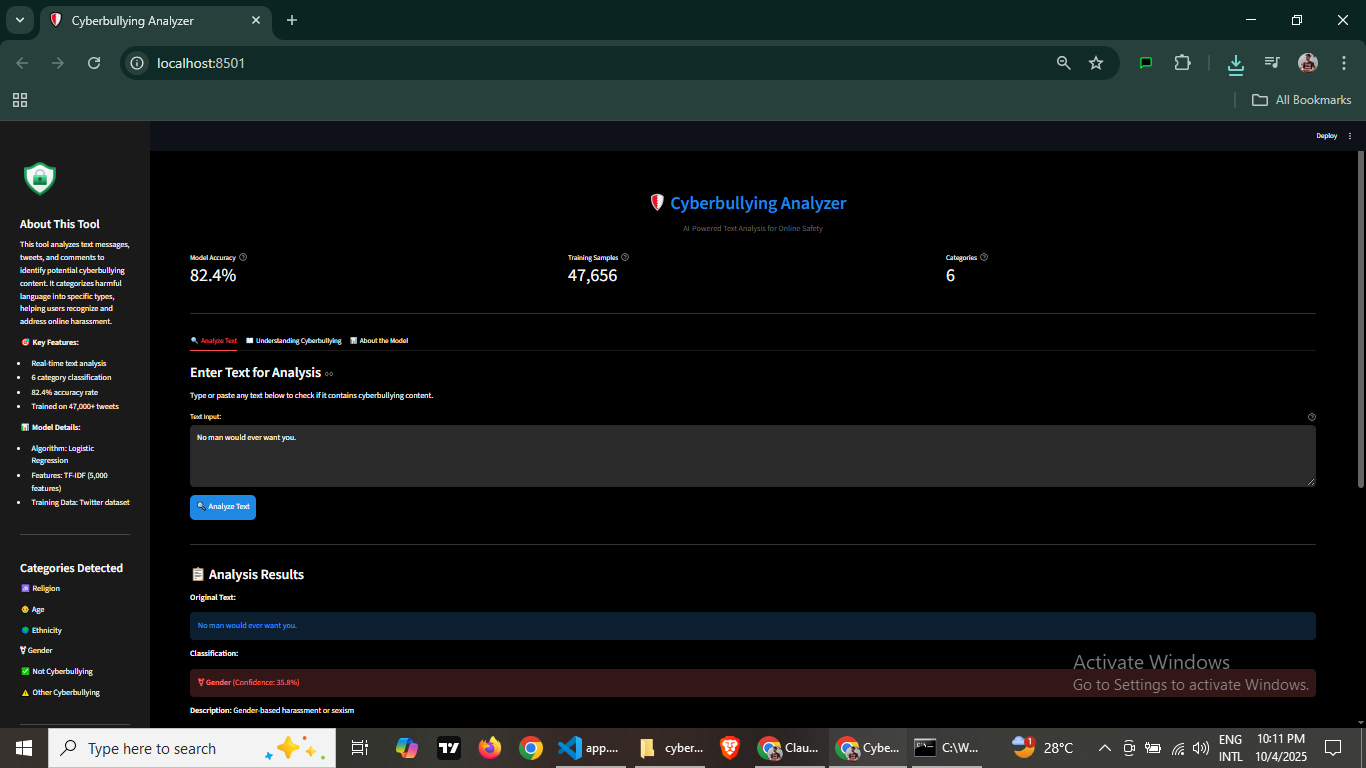 Cyberbullying Analyzer
localhost:8501
All Bookmarks
Deploy
About This Tool
This tool analyzes text messages,
tweets, and comments to
identify potential cyberbullying
content. It categorizes harmful
language into specific types,
helping users recognize and
address online harassment.
Key Features:
Real-time text analysis
6 category classification
82.4% accuracy rate
Trained on 47,000+ tweets
Model Details:
Algorithm: Logistic
Regression
Features: TF-IDF (5,000
features)
Training Data: Twitter dataset
Categories Detected
Religion
Age
Ethnicity
Gender
Not Cyberbullying
Other Cyberbullying
Cyberbullying Analyzer
AI-Powered Text Analysis for Online Safety
Model Accuracy
82.4%
Training Samples
47,656
Categories
6
Analyze Text
Understanding Cyberbullying
About the Model
Enter Text for Analysis
Type or paste any text below to check if it contains cyberbullying content.
Text Input:
No man would ever want you.
Analyze Text
Analysis Results
Original Text:
No man would ever want you.
Classification:
Gender (Confidence: 35.8%)
Description: Gender-based harassment or sexism
Activate Windows
Go to Settings to activate Windows.
Type here to search
app....
cyber...
Clau...
Cybe...
C:\W...
1
28°C
ENG
INTL
10:11 PM
10/4/2025